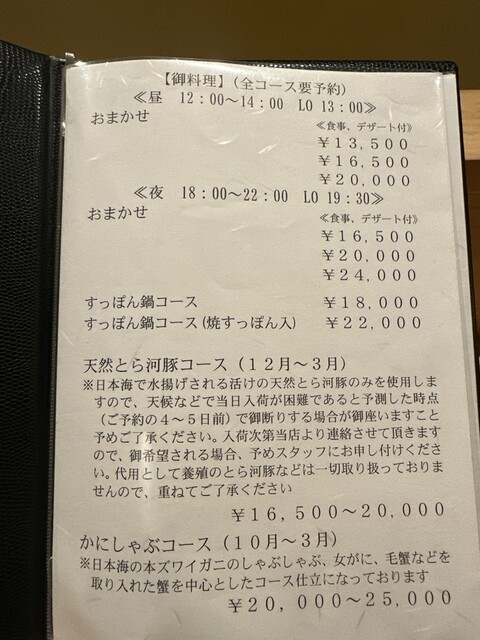 【御料理】(全コース要予約)
≪昼 12:00～14:00 LO 13:00≫
おまかせ
≪食事、デザート付≫
￥13,500
￥16,500
￥20,000
≪夜 18:00～22:00 LO 19:30≫
おまかせ
≪食事、デザート付≫
￥16,500
￥20,000
￥24,000
すっぽん鍋コース ￥18,000
すっぽん鍋コース(焼すっぽん入) ￥22,000
天然とら河豚コース(12月～3月)
※日本海で水揚げされる活けの天然とら河豚のみを使用しま
すので、天候などで当日入荷が困難であると予測した時点
(ご予約の４～５日前)で御断りする場合が御座いますこと
予めご了承ください。入荷次第当店より連絡させて頂きます
ので、御希望される場合、予めスタッフにお申し付けくださ
い。代用として養殖のとら河豚などは一切取り扱っておりま
せんので、重ねてご了承ください
￥16,500～20,000
かにしゃぶコース(10月～3月)
※日本海の本ズワイガニのしゃぶしゃぶ、女がに、毛蟹などを
取り入れた蟹を中心としたコース仕立になっております
￥20,000～25,000